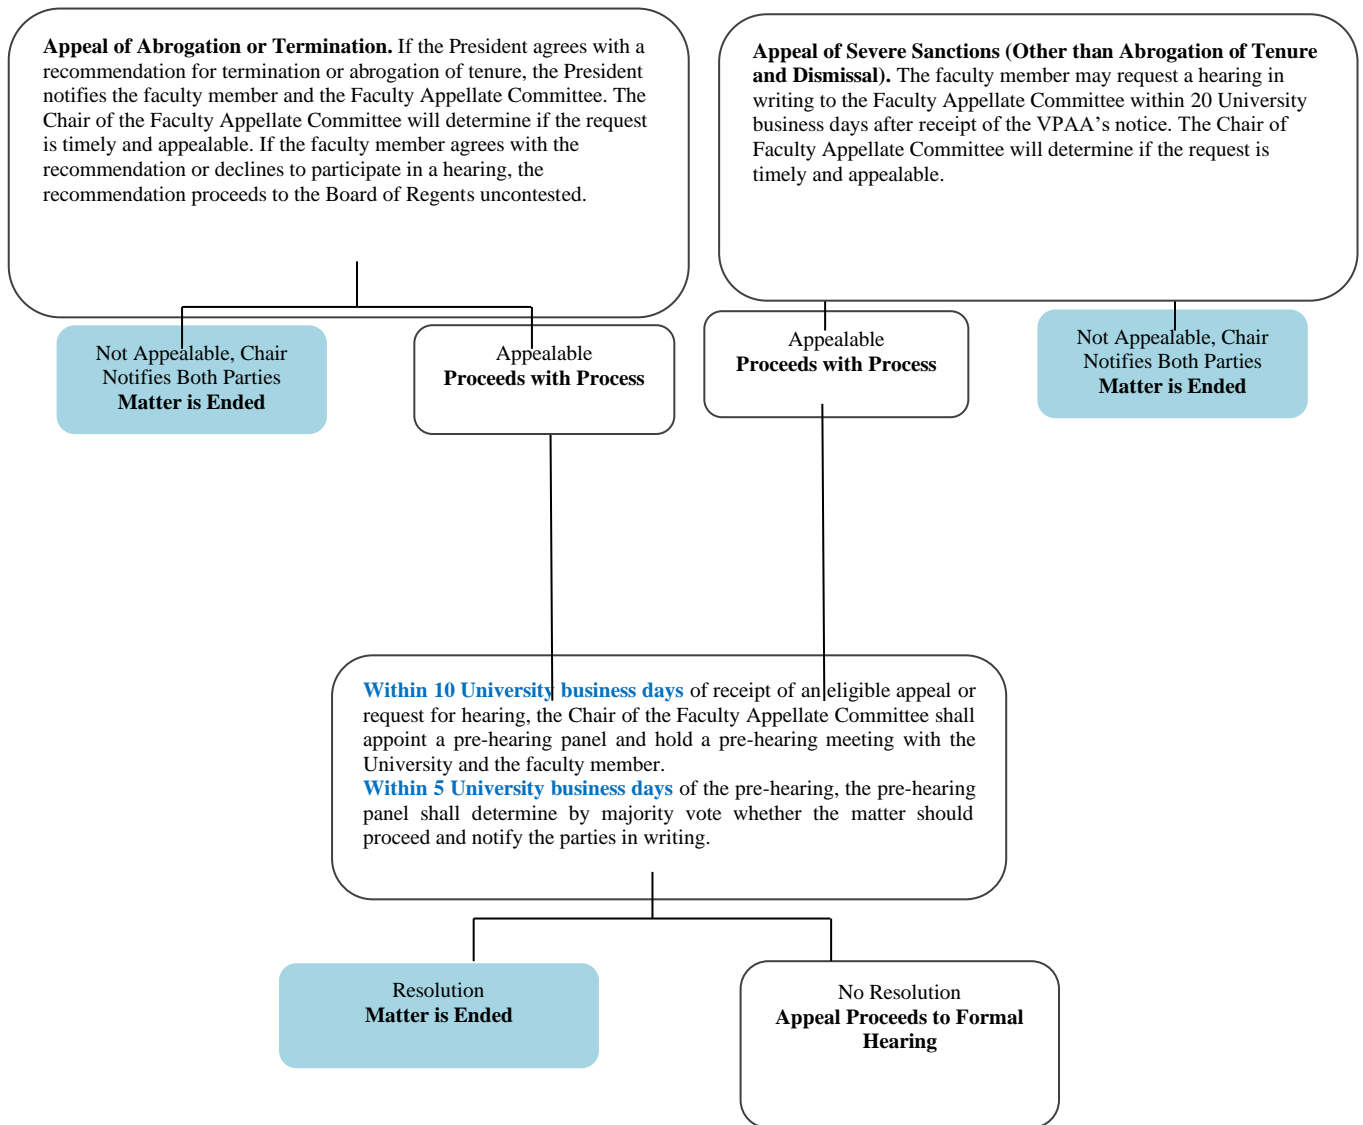 Appeal of Abrogation or Termination. If the President agrees with a
recommendation for termination or abrogation of tenure, the President
notifies the faculty member and the Faculty Appellate Committee. The
Chair of the Faculty Appellate Committee will determine if the request
is timely and appealable. If the faculty member agrees with the
recommendation or declines to participate in a hearing, the
recommendation proceeds to the Board of Regents uncontested.
Appeal of Severe Sanctions (Other than Abrogation of Tenure
and Dismissal). The faculty member may request a hearing in
writing to the Faculty Appellate Committee within 20 University
business days after receipt of the VPAA’s notice. The Chair of
Faculty Appellate Committee will determine if the request is
timely and appealable.
Not Appealable, Chair
Notifies Both Parties
Matter is Ended
Appealable
Proceeds with Process
Appealable
Proceeds with Process
Not Appealable, Chair
Notifies Both Parties
Matter is Ended
Within 10 University business days of receipt of an eligible appeal or
request for hearing, the Chair of the Faculty Appellate Committee shall
appoint a pre-hearing panel and hold a pre-hearing meeting with the
University and the faculty member.
Within 5 University business days of the pre-hearing, the pre-hearing
panel shall determine by majority vote whether the matter should
proceed and notify the parties in writing.
Resolution
Matter is Ended
No Resolution
Appeal Proceeds to Formal
Hearing